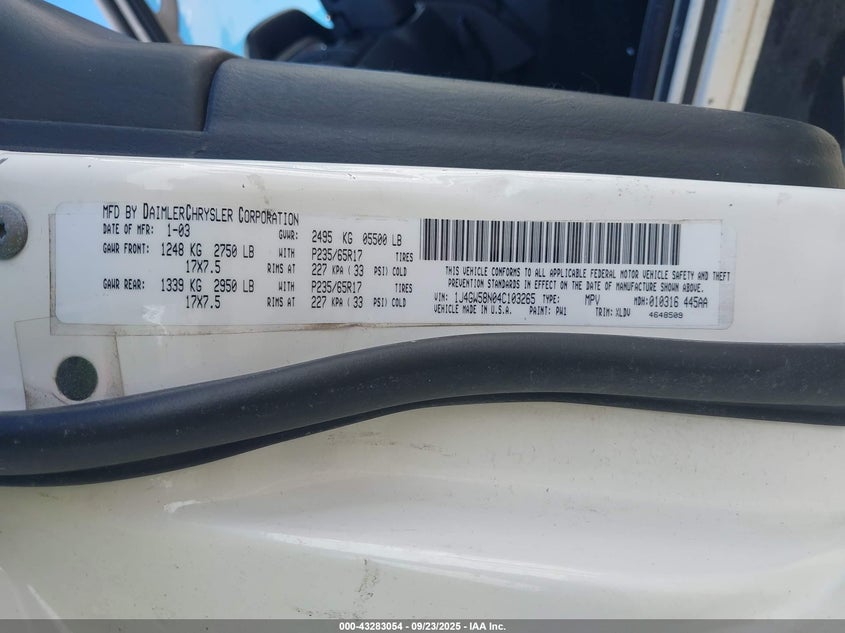 MFD BY DAIMLERCHRYSLER CORPORATION
DATE OF MFR: 1-03 GVWR: 2495 KG 05500 LB
GAWR FRONT: 1248 KG 2750 LB WITH P235/65R17 TIRES
17X7.5 RIMS AT 227 KPA ( 33 PSI) COLD
GAWR REAR: 1339 KG 2950 LB WITH P235/65R17 TIRES
17X7.5 RIMS AT 227 KPA ( 33 PSI) COLD
THIS VEHICLE CONFORMS TO ALL APPLICABLE FEDERAL MOTOR VEHICLE SAFETY AND THEFT
PREVENTION STANDARDS IN EFFECT ON THE DATE OF MANUFACTURE SHOWN ABOVE.
VIN: 1J4GW58N04C103265 TYPE: MPV MDH: 010316 445AA
VEHICLE MADE IN U.S.A. PAINT: PW1 TRIM: XLDV 4648509
000-43283054 | 09/23/2025 | IAA Inc.